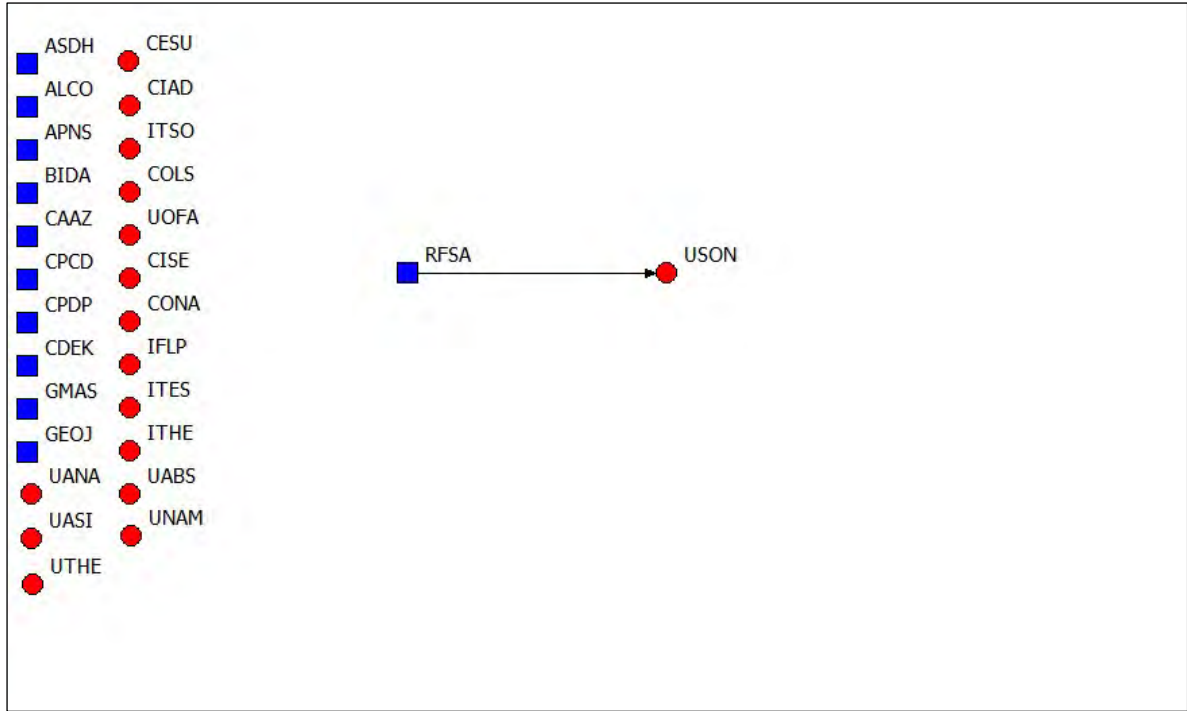 ASDH
ALCO
APNS
BIDA
CAAZ
CPCD
CPDP
CDEK
GMAS
GEOJ
UANA
UASI
UTHE
CESU
CIAD
ITSO
COLS
UOFA
CISE
CONA
IFLP
ITES
ITHE
UABS
UNAM
RFSA
USON